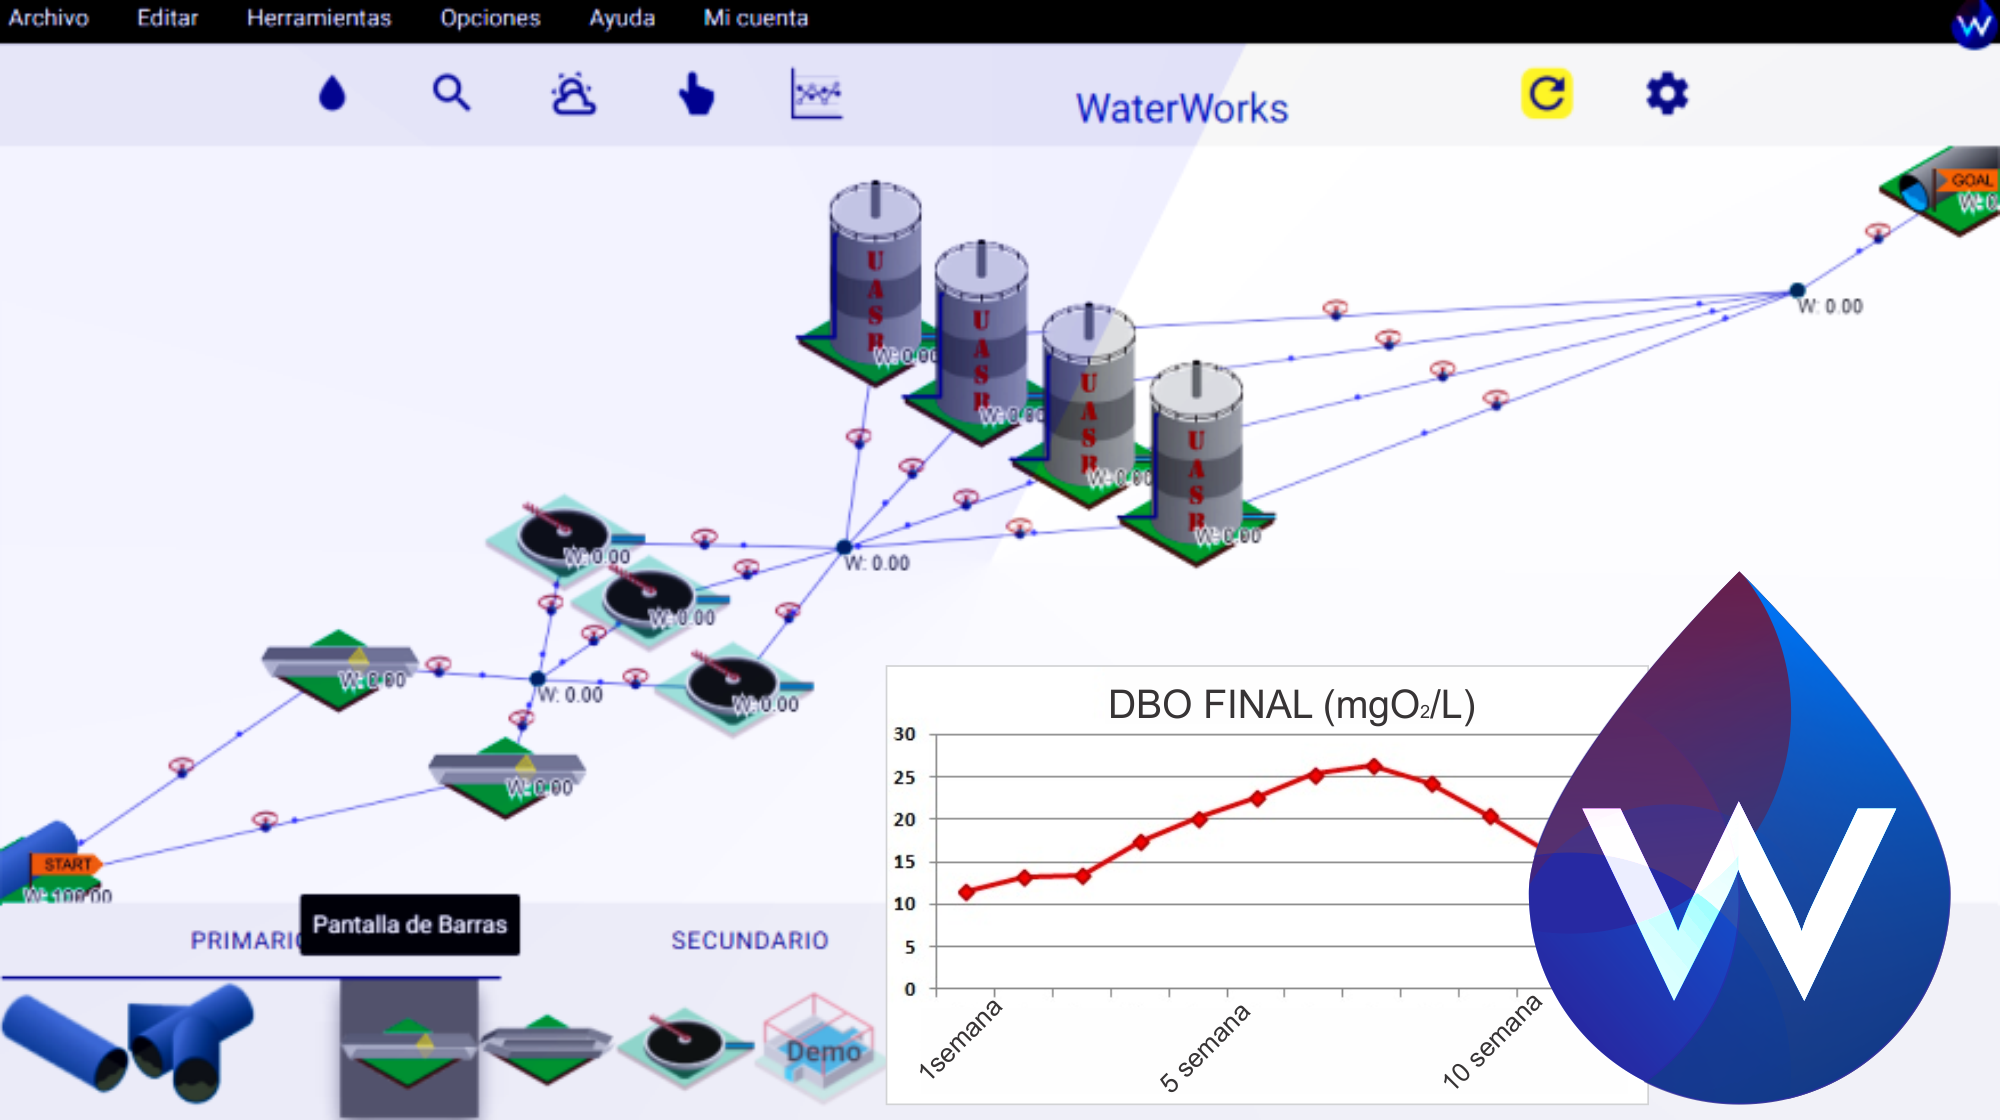 Archivo Editar Herramientas Opciones Ayuda Mi cuenta
W
WaterWorks
GOAL
W: 0
UASB
W: 0.00
UASB
W: 0.00
UASB
W: 0.00
UASB
W: 0.00
W: 0.00
W: 0.00
W: 0.00
W: 0.00
W: 0.00
W: 0.00
W: 0.00
W: 0.00
START
W: 100.00
Pantalla de Barras
PRIMARIO
SECUNDARIO
Demo
DBO FINAL (mgO₂/L)
30
25
20
15
10
5
0
1semana
5 semana
10 semana
W